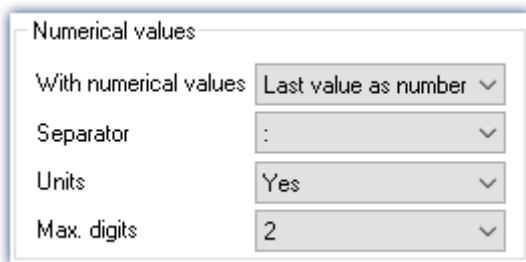 Numerical values
With numerical values Last value as number
Separator :
Units Yes
Max. digits 2